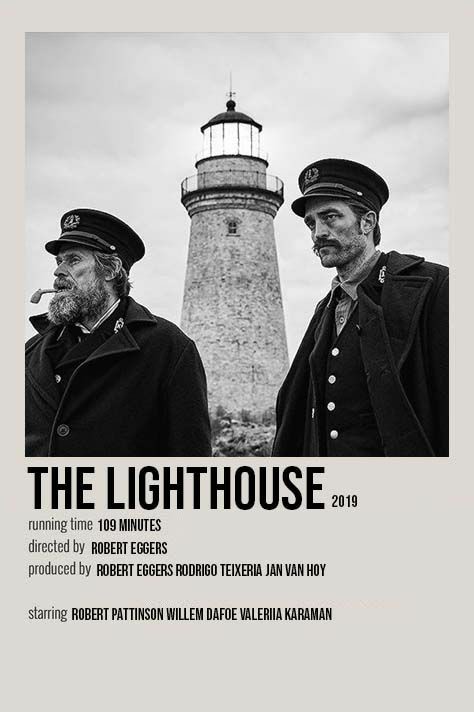 THE LIGHTHOUSE 2019
running time 109 MINUTES
directed by ROBERT EGGERS
produced by ROBERT EGGERS RODRIGO TEIXERIA JAN VAN HOY
starring ROBERT PATTINSON WILLEM DAFOE VALERIIA KARAMAN